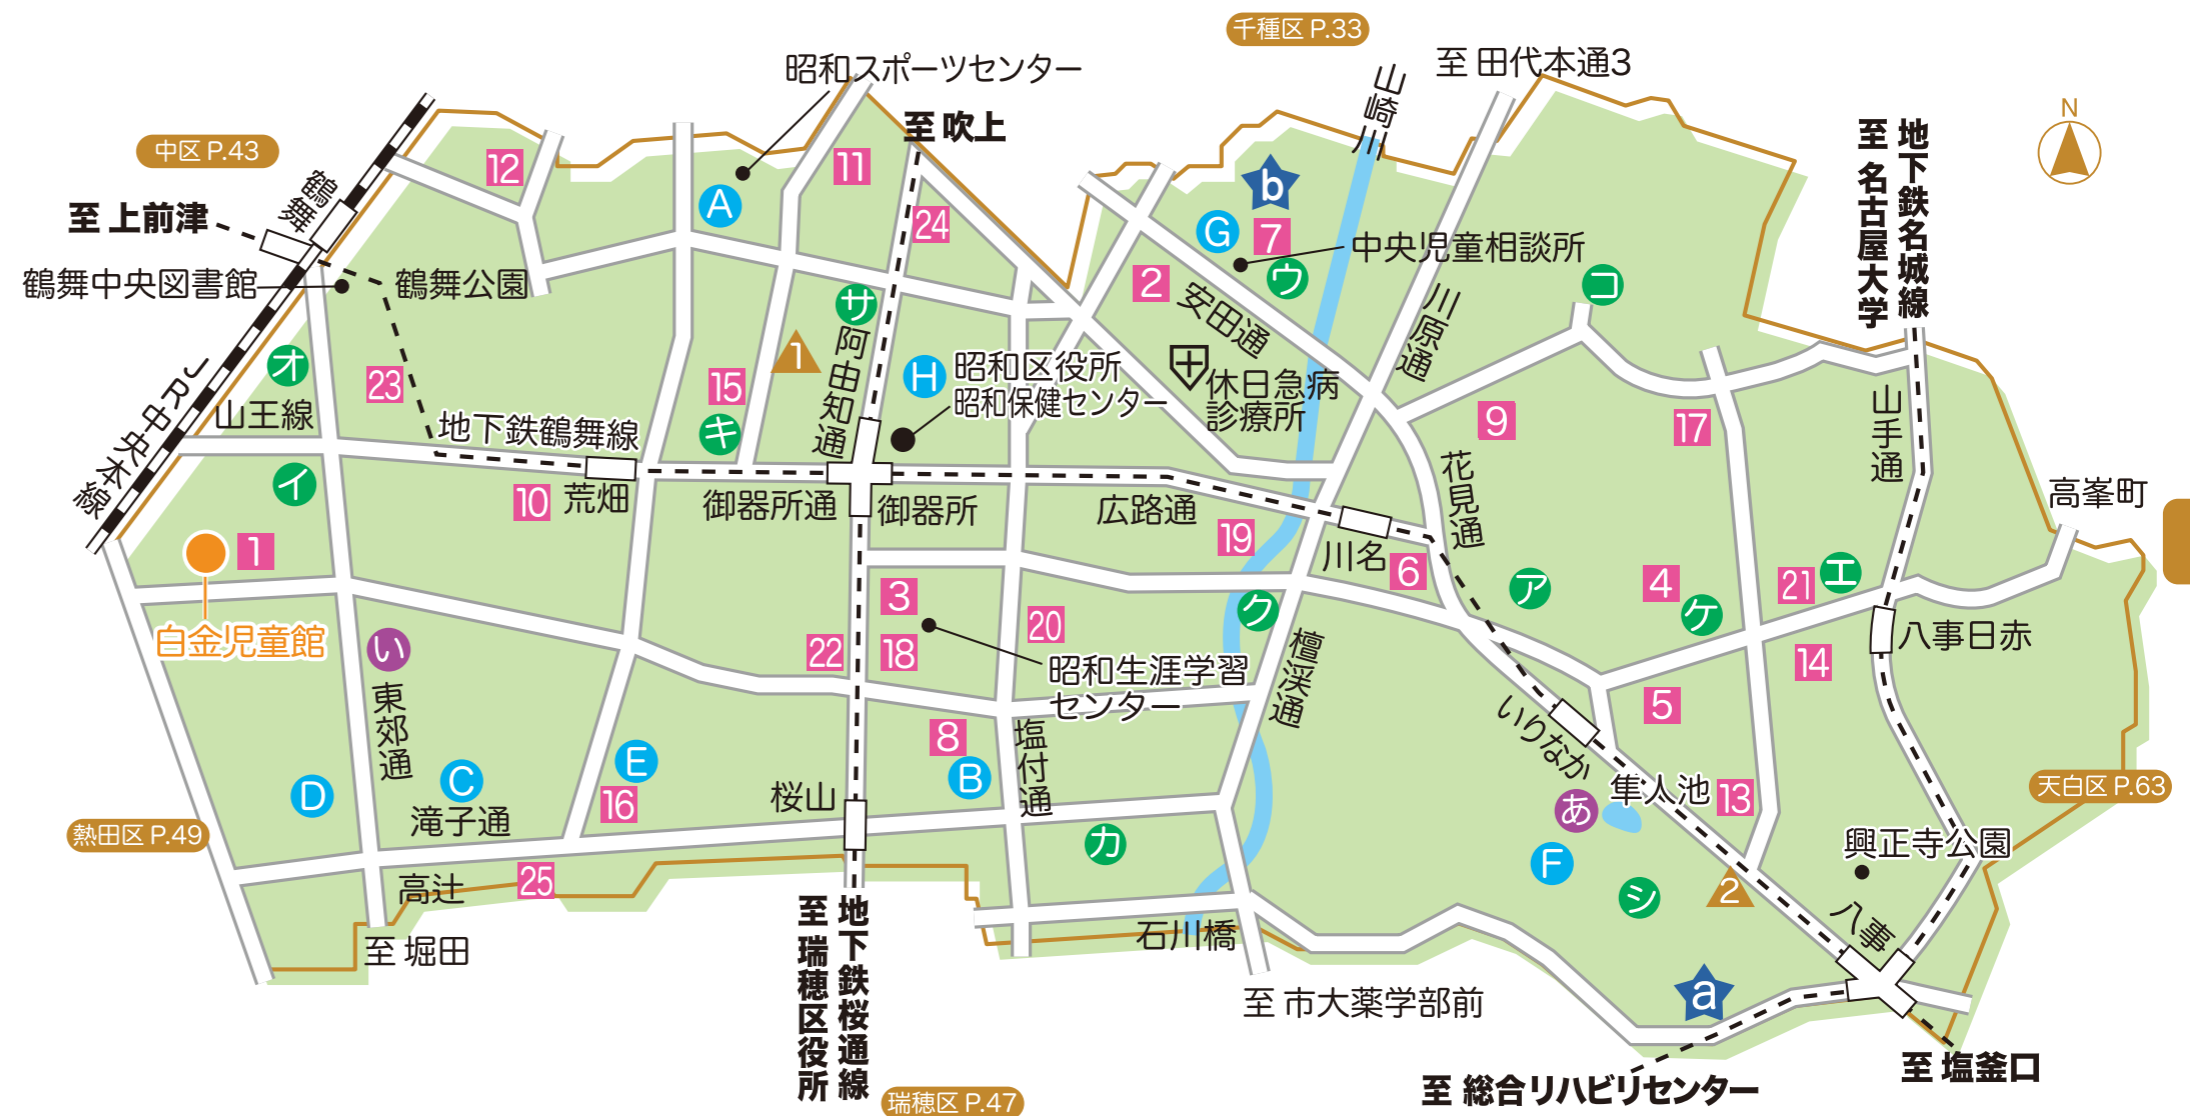 千種区 P.33
昭和スポーツセンター
至 田代本通3
山崎川
中区 P.43
至 吹上
N
鶴舞
至 上前津
鶴舞中央図書館
鶴舞公園
12
11
A
24
b
G
7
中央児童相談所
ウ
2
安田通
川原通
コ
地下鉄名城線
至 名古屋大学
サ
阿由知通
1
オ
23
山王線
JR中央本線
15
キ
H
昭和区役所
昭和保健センター
休日急病
診療所
9
17
山手通
地下鉄鶴舞線
イ
10
荒畑
御器所通
御器所
広路通
19
川名
6
花見通
高峯町
1
白金児童館
3
18
22
20
昭和生涯学習
センター
ク
檀渓通
ア
4
ケ
21
エ
14
八事日赤
い
東郊通
5
いりなか
8
B
塩付通
D
C
滝子通
E
16
桜山
あ
隼人池
13
天白区 P.63
熱田区 P.49
高辻
25
カ
F
シ
2
興正寺公園
八事
至 堀田
地下鉄桜通線
至 瑞穂区役所
石川橋
至 市大薬学部前
a
至 塩釜口
至 総合リハビリセンター
瑞穂区 P.47